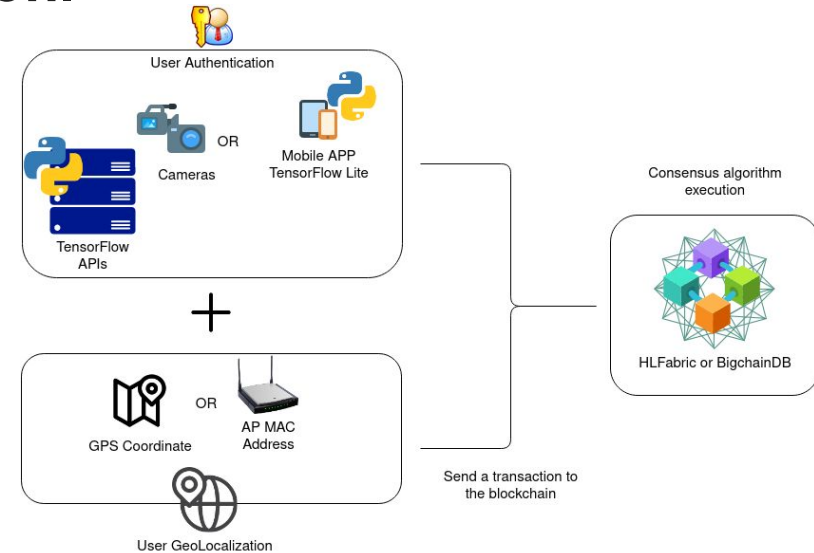 User Authentication
OR
Cameras
Mobile APP
TensorFlow Lite
TensorFlow
APIs
GPS Coordinate
OR
AP MAC
Address
User GeoLocalization
Send a transaction to
the blockchain
Consensus algorithm
execution
HLFabric or BigchainDB